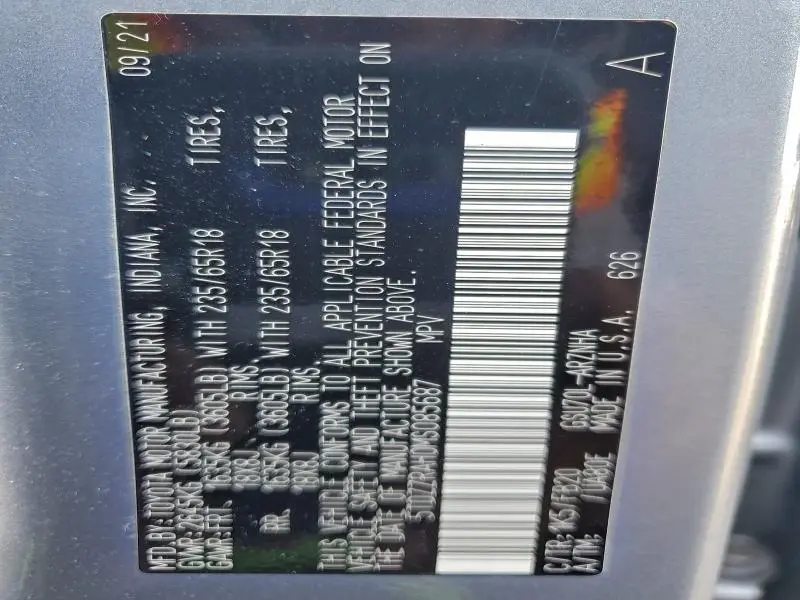 MFD.BY:TOYOTA MOTOR MANUFACTURING, INDIANA, INC. 09/21
GVWR: (5830LB)
GAWR:FRT. 1635KG (3605LB) WITH 235/65R18 TIRES,
18X8J RIMS.
RR. 1635KG (3605LB) WITH 235/65R18 TIRES,
18X8J RIMS.
THIS VEHICLE CONFORMS TO ALL APPLICABLE FEDERAL MOTOR
VEHICLE SAFETY AND THEFT PREVENTION STANDARDS IN EFFECT ON
THE DATE OF MANUFACTURE SHOWN ABOVE.
MPV
C/TR:1K5/FB20 GSU70L-ARZNHA A
A/TM: /UA80E MADE IN U.S.A. 626